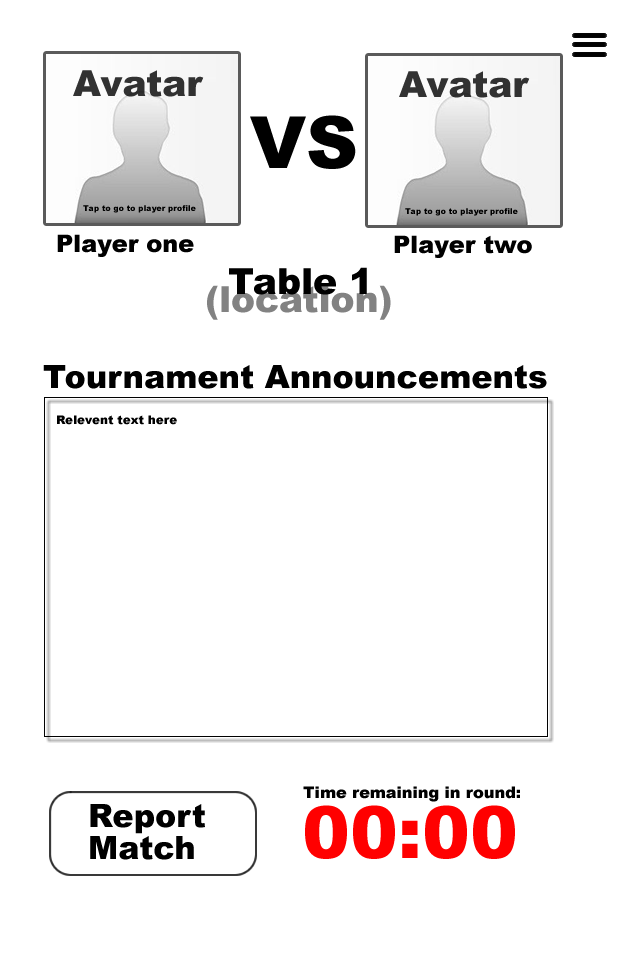 Avatar
Tap to go to player profile
Player one
VS
Avatar
Tap to go to player profile
Player two
Table 1
(location)
Tournament Announcements
Relevent text here
Report
Match
Time remaining in round:
00:00